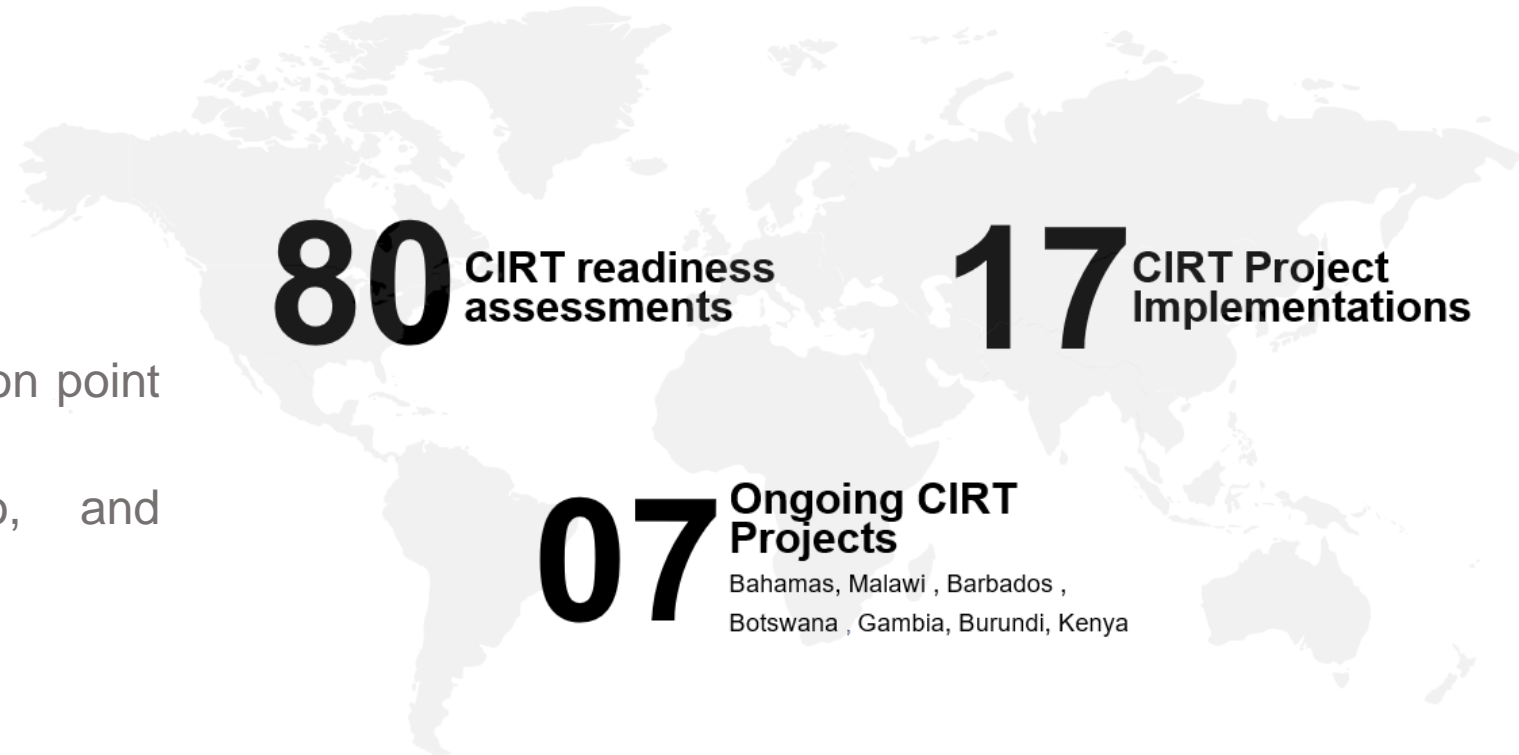 80 CIRT readiness
assessments
17 CIRT Project
Implementations
on point
, and
07 Ongoing CIRT
Projects
Bahamas, Malawi , Barbados ,
Botswana , Gambia, Burundi, Kenya